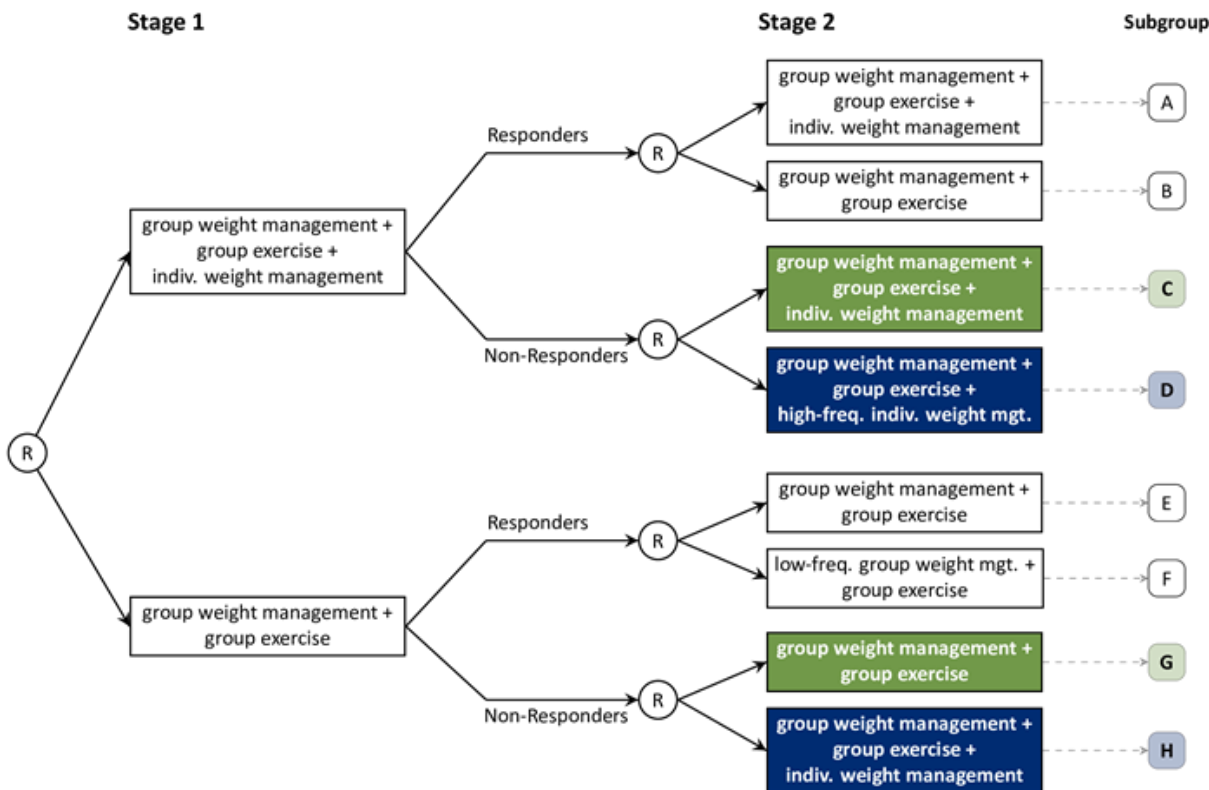 Stage 1
Stage 2
Subgroup
R
group weight management +
group exercise +
indiv. weight management
Responders
R
group weight management +
group exercise +
indiv. weight management
A
group weight management +
group exercise
B
Non-Responders
R
group weight management +
group exercise +
indiv. weight management
C
group weight management +
group exercise +
high-freq. indiv. weight mgt.
D
group weight management +
group exercise
Responders
R
group weight management +
group exercise
E
low-freq. group weight mgt. +
group exercise
F
Non-Responders
R
group weight management +
group exercise
G
group weight management +
group exercise +
indiv. weight management
H